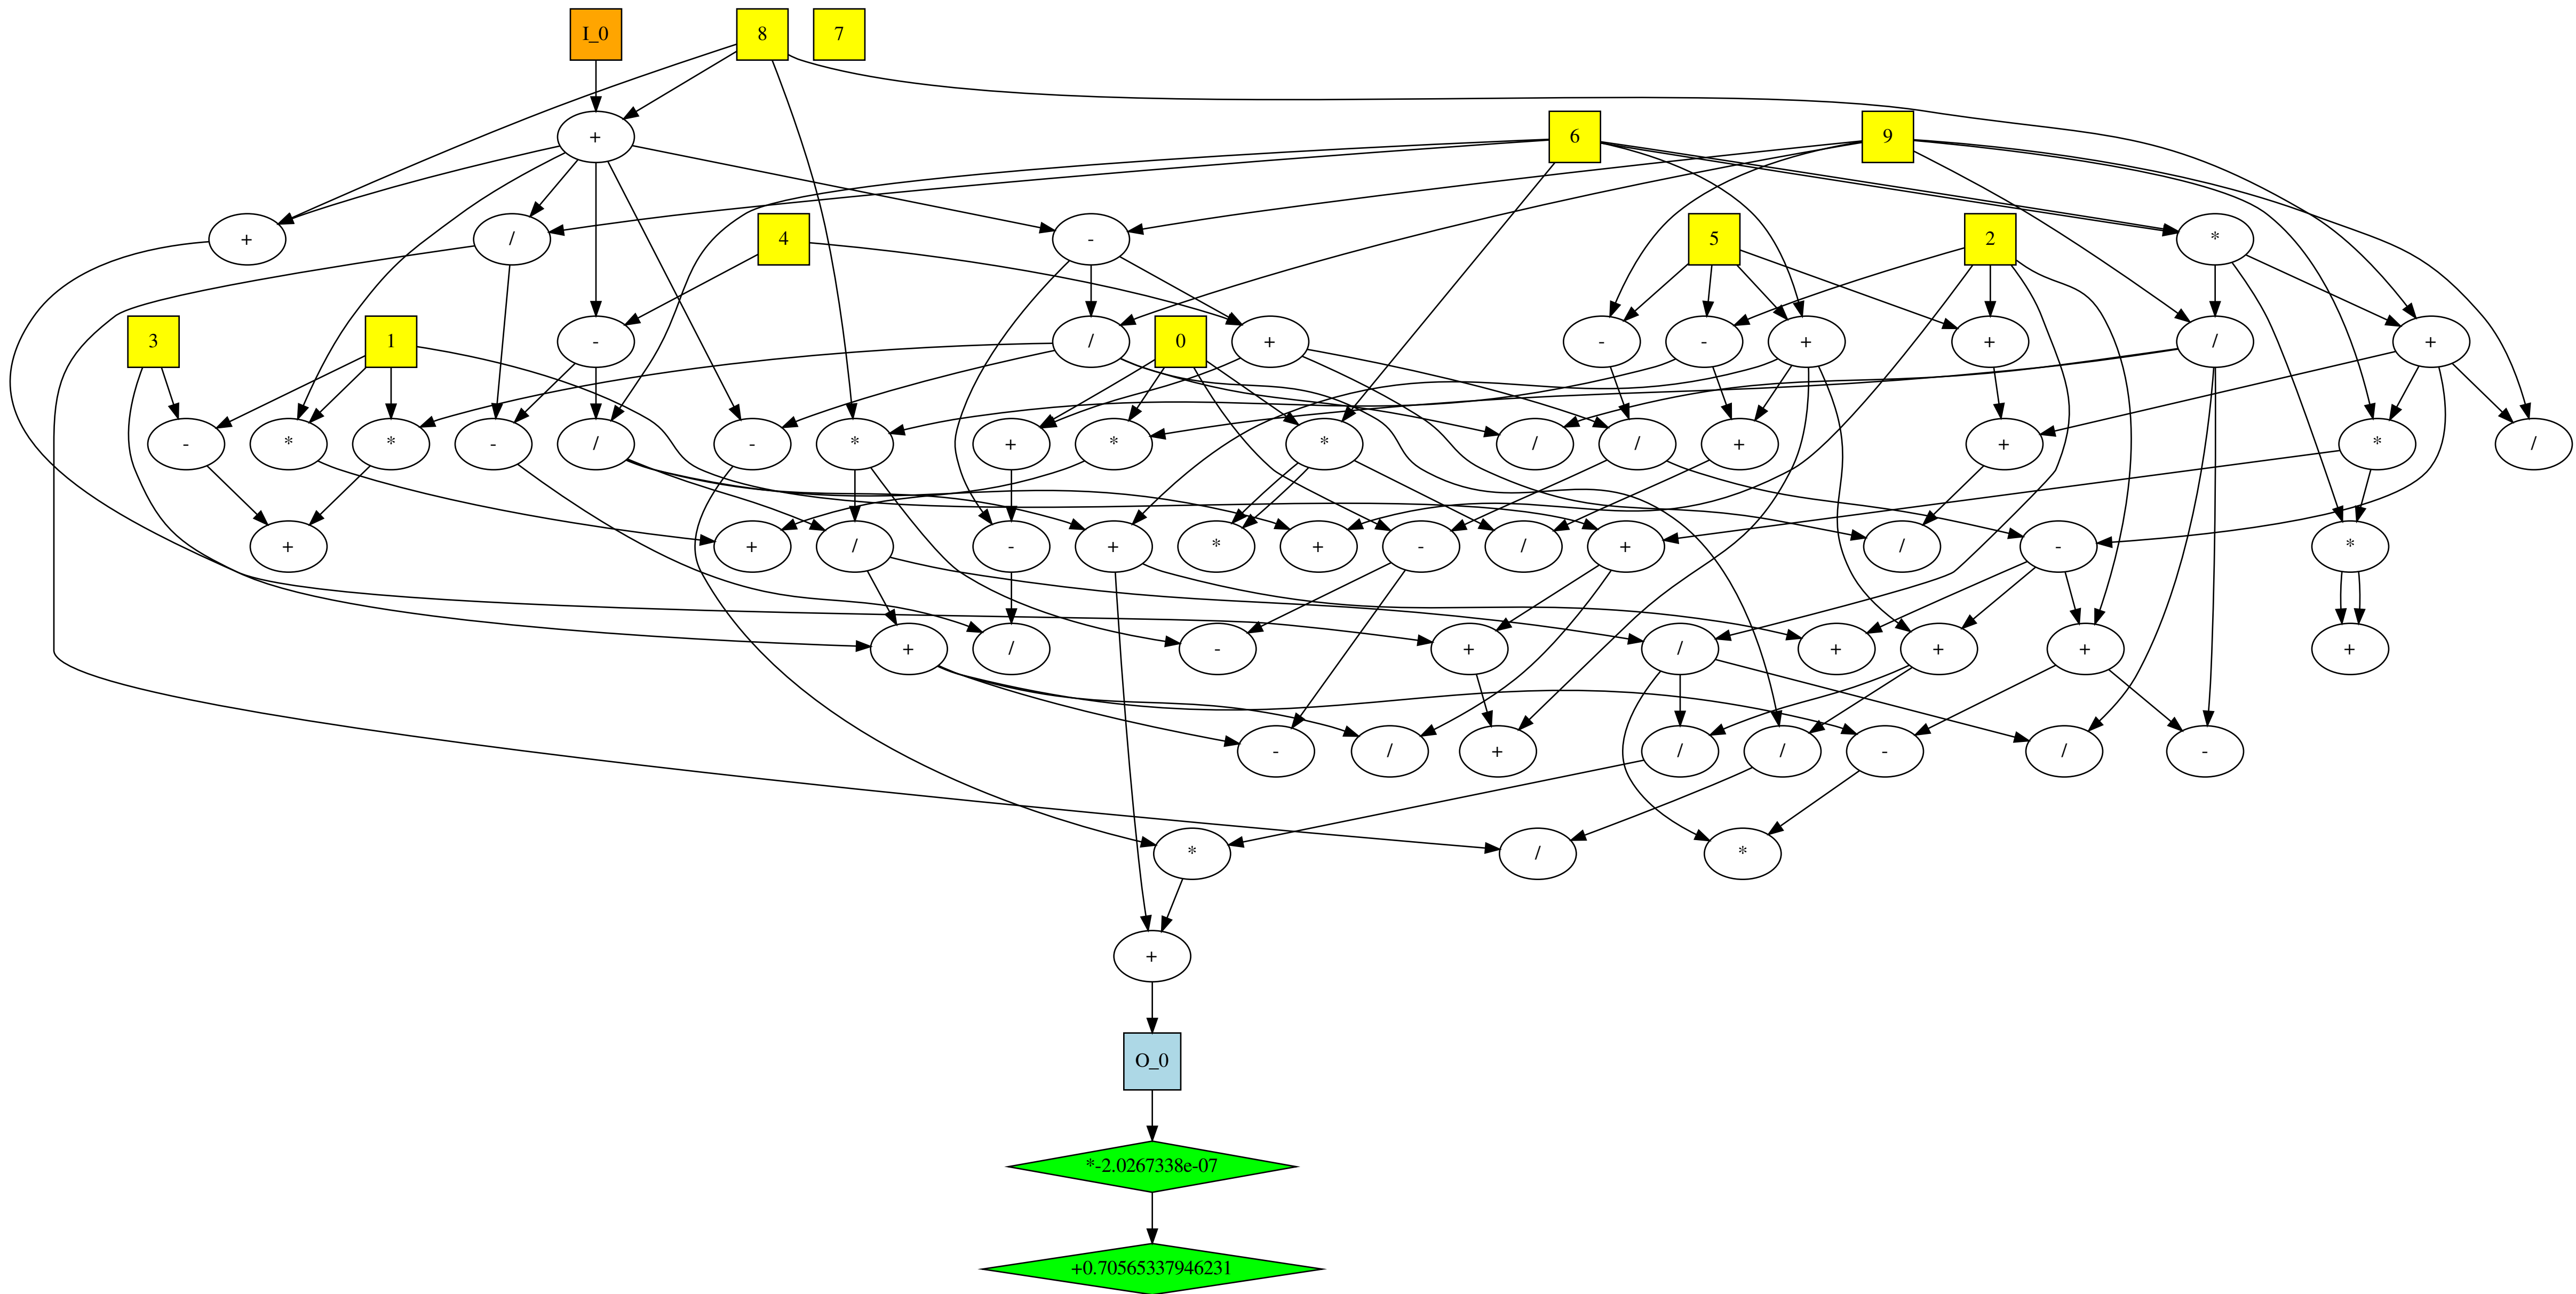 I_0 8 7
+ 6 9
+ / 4 - 5 2 *
3 1 - / 0 + - - + + / +
- * * - / - * + * * / / + + * /
+ + / - + * + - / + / - *
+ / - + / + + + +
- / + / / - / -
* / *
+
O_0
*-2.0267338e-07
+0.70565337946231